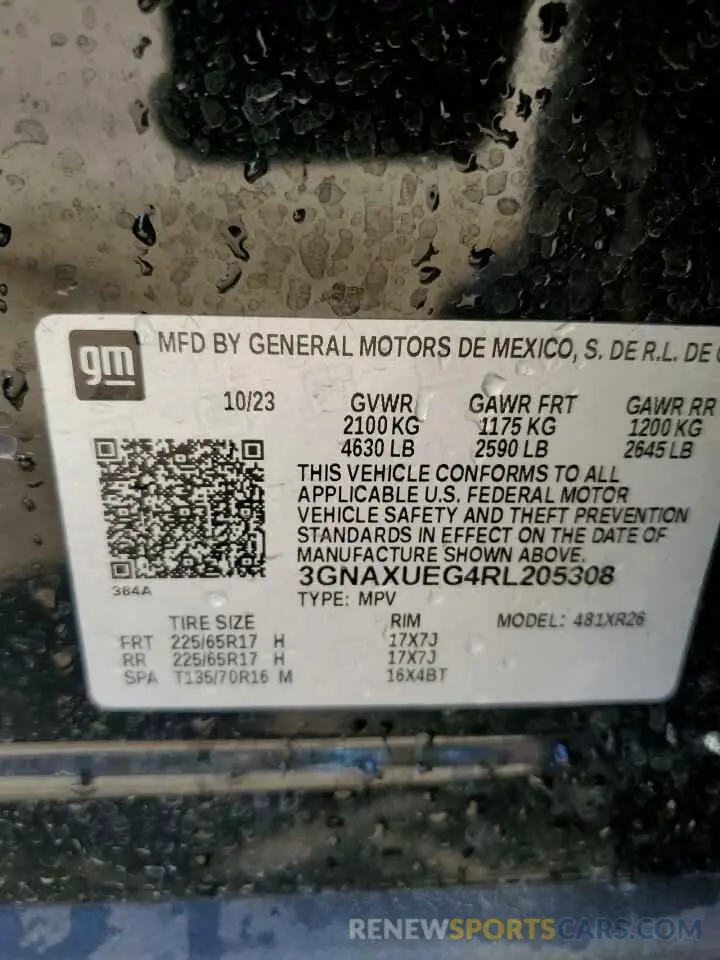 gm
MFD BY GENERAL MOTORS DE MEXICO, S. DE R.L. DE
10/23 GVWR GAWR FRT GAWR RR
2100 KG 1175 KG 1200 KG
4630 LB 2590 LB 2645 LB
THIS VEHICLE CONFORMS TO ALL
APPLICABLE U.S. FEDERAL MOTOR
VEHICLE SAFETY AND THEFT PREVENTION
STANDARDS IN EFFECT ON THE DATE OF
MANUFACTURE SHOWN ABOVE.
384A
3GNAXUEG4RL205308
TYPE: MPV
TIRE SIZE RIM MODEL: 481XR26
FRT 225/65R17 H 17X7J
RR 225/65R17 H 17X7J
SPA T135/70R16 M 16X4BT
RENEWSPORTSCARS.COM